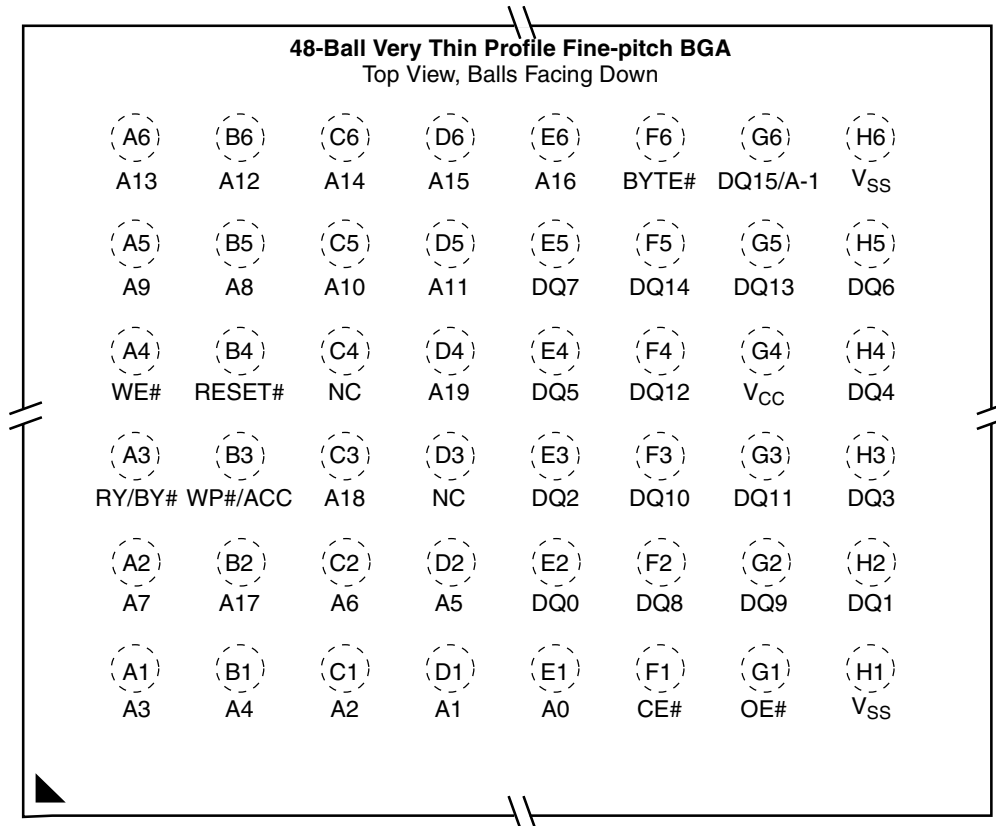 48-Ball Very Thin Profile Fine-pitch BGA
Top View, Balls Facing Down
A6 B6 C6 D6 E6 F6 G6 H6
A13 A12 A14 A15 A16 BYTE# DQ15/A-1 VSS
A5 B5 C5 D5 E5 F5 G5 H5
A9 A8 A10 A11 DQ7 DQ14 DQ13 DQ6
A4 B4 C4 D4 E4 F4 G4 H4
WE# RESET# NC A19 DQ5 DQ12 VCC DQ4
A3 B3 C3 D3 E3 F3 G3 H3
RY/BY# WP#/ACC A18 NC DQ2 DQ10 DQ11 DQ3
A2 B2 C2 D2 E2 F2 G2 H2
A7 A17 A6 A5 DQ0 DQ8 DQ9 DQ1
A1 B1 C1 D1 E1 F1 G1 H1
A3 A4 A2 A1 A0 CE# OE# VSS